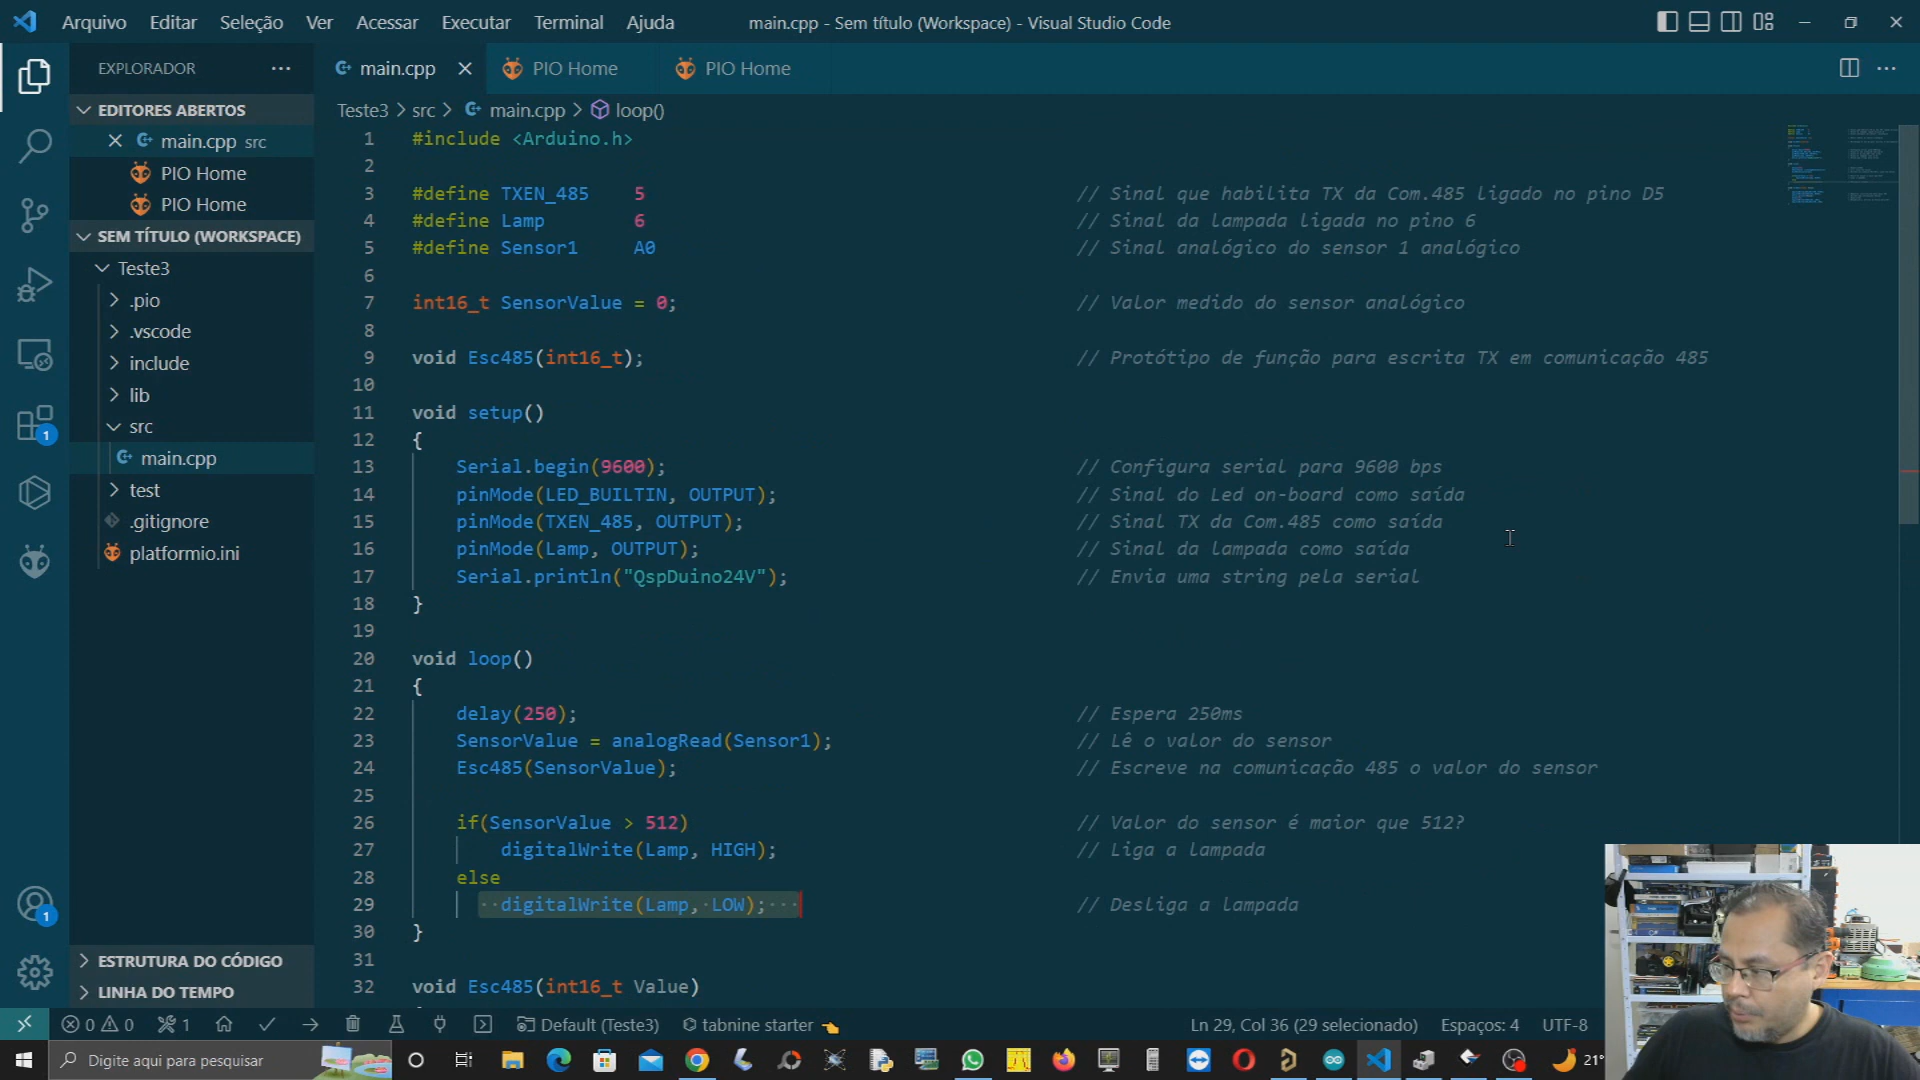 Arquivo Editar Seleção Ver Acessar Executar Terminal Ajuda
main.cpp - Sem título (Workspace) - Visual Studio Code
EXPLORADOR
main.cpp
PIO Home
PIO Home
EDITORES ABERTOS
main.cpp src
PIO Home
PIO Home
SEM TÍTULO (WORKSPACE)
Teste3
.pio
.vscode
include
lib
src
main.cpp
test
.gitignore
platformio.ini
ESTRUTURA DO CÓDIGO
LINHA DO TEMPO
1
1
Teste3 > src > main.cpp > loop()
1 #include <Arduino.h>
2
3 #define TXEN_485 5 // Sinal que habilita TX da Com.485 ligado no pino D5
4 #define Lamp 6 // Sinal da lampada ligada no pino 6
5 #define Sensor1 A0 // Sinal analógico do sensor 1 analógico
6
7 int16_t SensorValue = 0; // Valor medido do sensor analógico
8
9 void Esc485(int16_t); // Protótipo de função para escrita TX em comunicação 485
10
11 void setup()
12 {
13 Serial.begin(9600); // Configura serial para 9600 bps
14 pinMode(LED_BUILTIN, OUTPUT); // Sinal do Led on-board como saída
15 pinMode(TXEN_485, OUTPUT); // Sinal TX da Com.485 como saída
16 pinMode(Lamp, OUTPUT); // Sinal da lampada como saída
17 Serial.println("QspDuino24V"); // Envia uma string pela serial
18 }
19
20 void loop()
21 {
22 delay(250); // Espera 250ms
23 SensorValue = analogRead(Sensor1); // Lê o valor do sensor
24 Esc485(SensorValue); // Escreve na comunicação 485 o valor do sensor
25
26 if(SensorValue > 512) // Valor do sensor é maior que 512?
27 digitalWrite(Lamp, HIGH); // Liga a lampada
28 else
29 digitalWrite(Lamp, LOW); // Desliga a lampada
30 }
31
32 void Esc485(int16_t Value)
0 0 1 Default (Teste3) tabnine starter Ln 29, Col 36 (29 selecionado) Espaços: 4 UTF-8
Digite aqui para pesquisar 21°